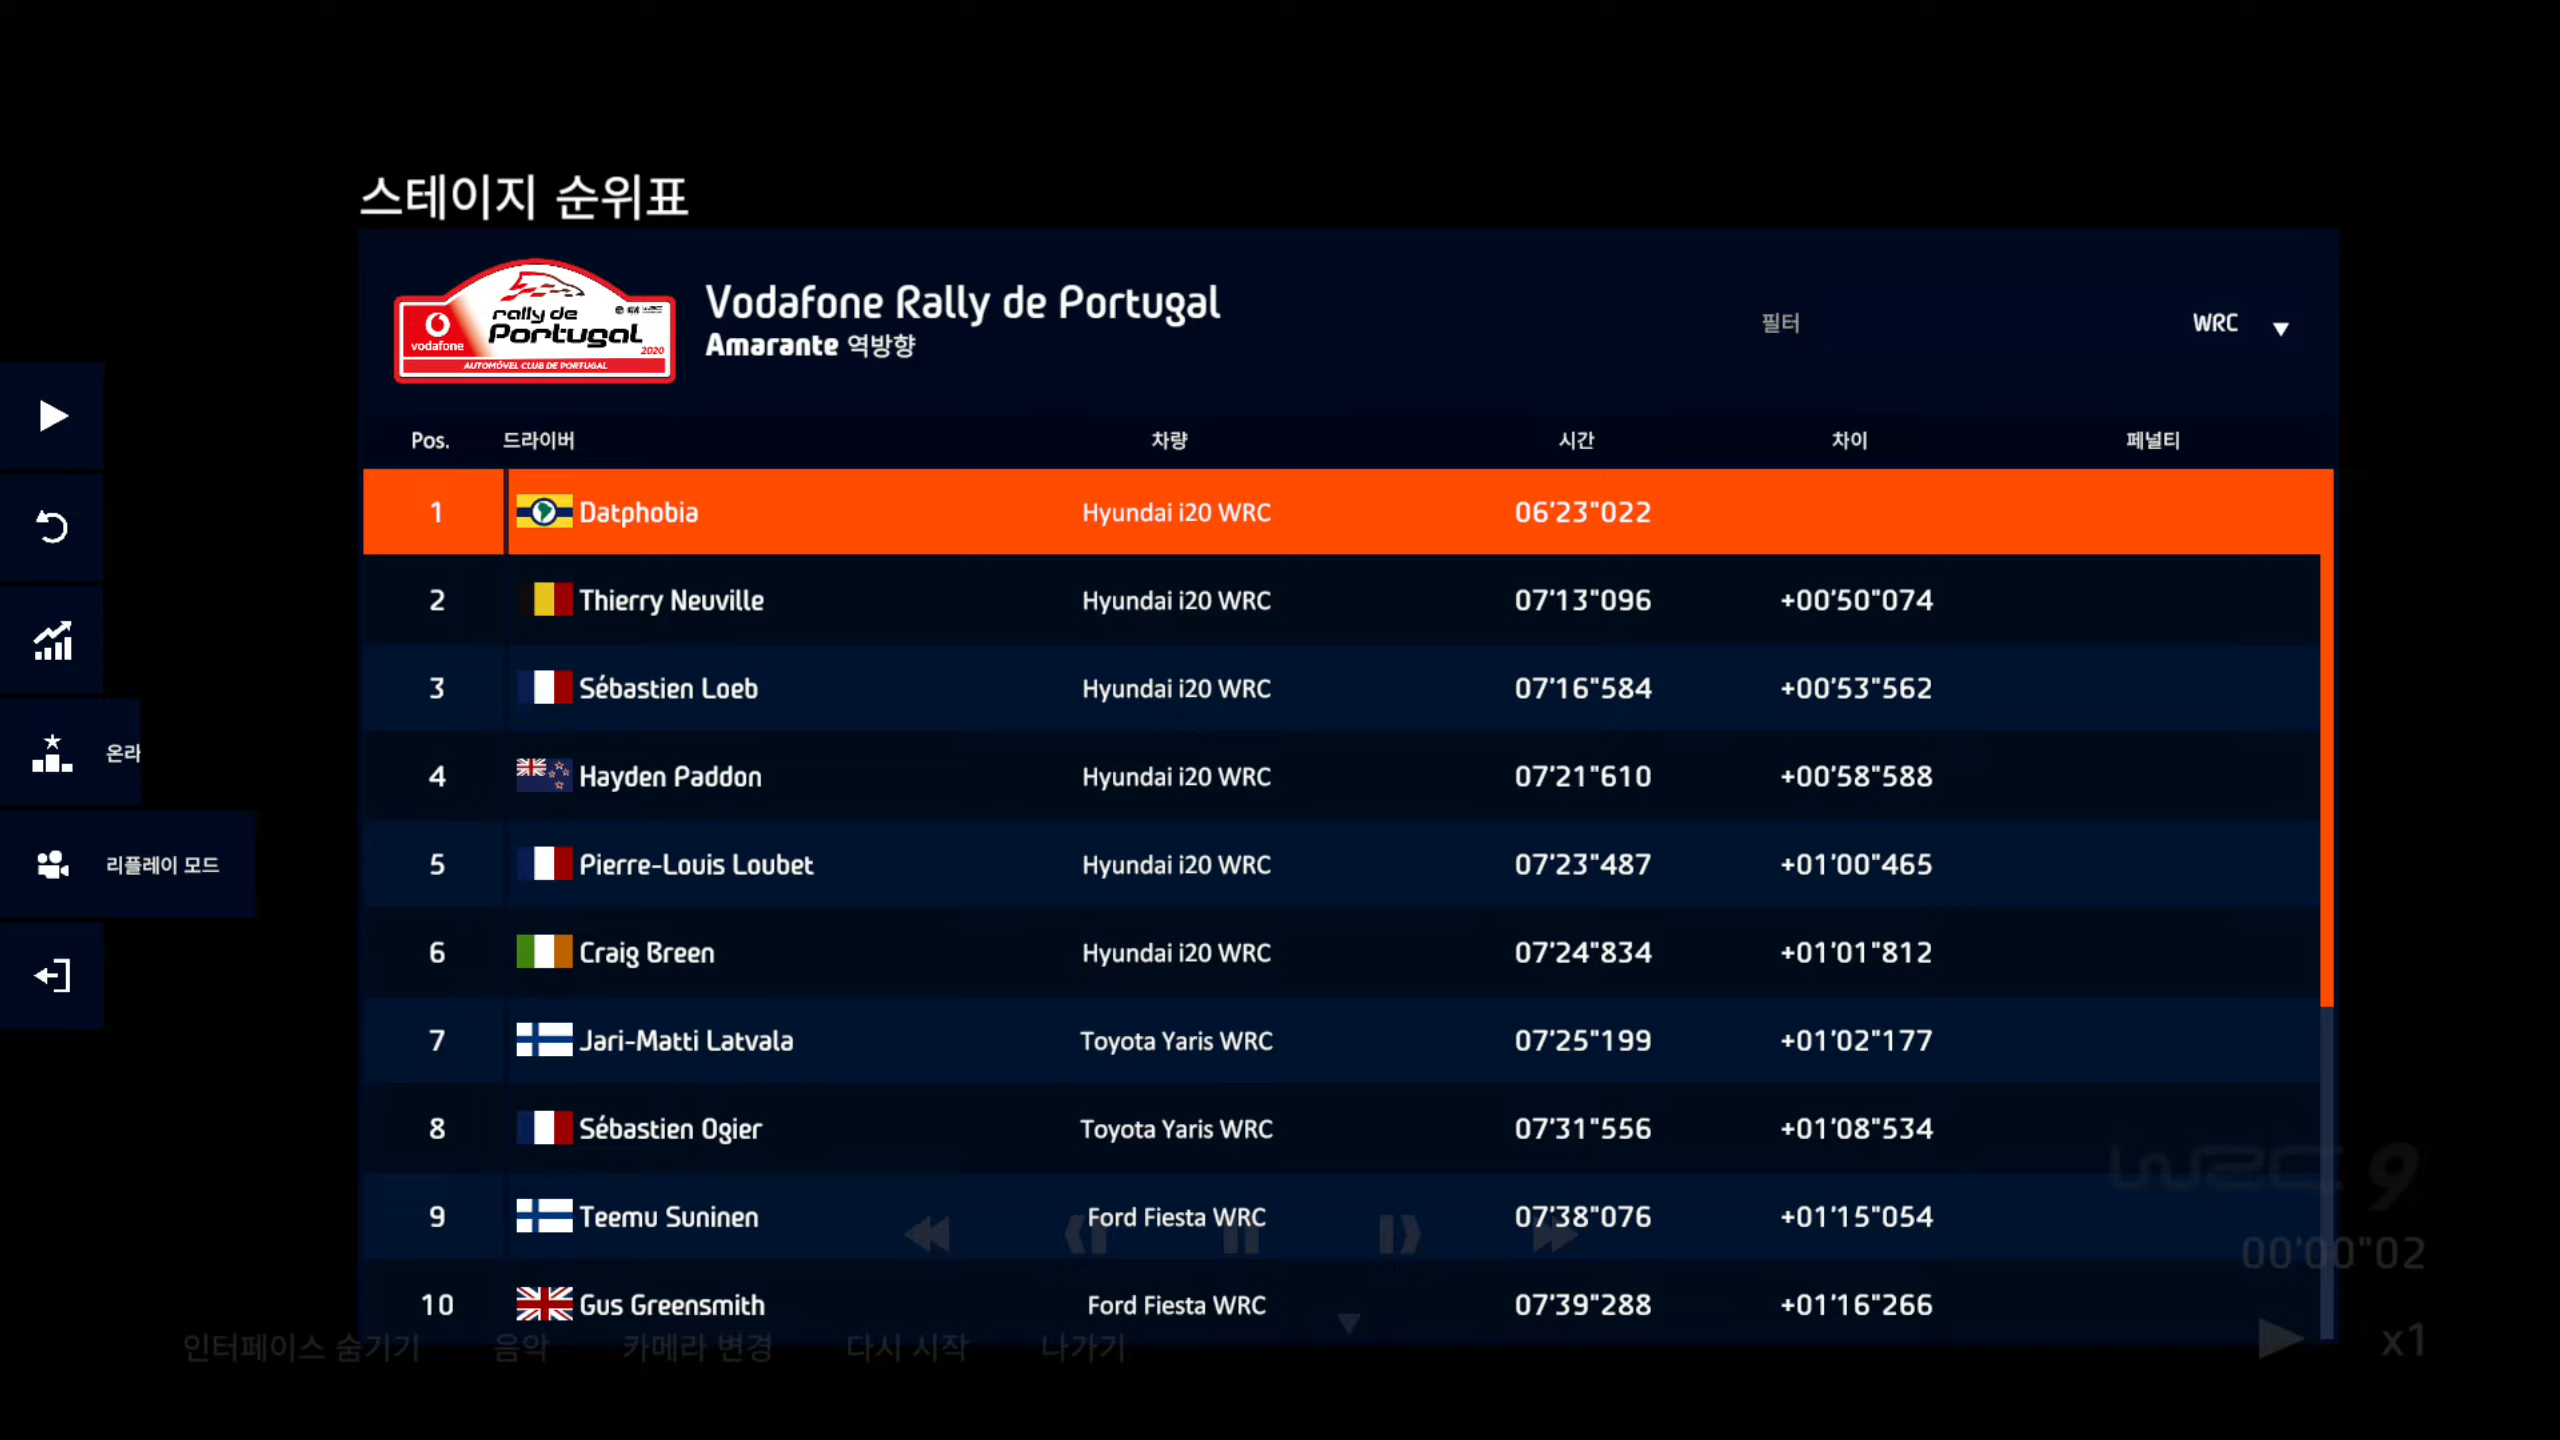 스테이지 순위표
vodafone rally de Portugal 2020
AUTOMÓVEL CLUB DE PORTUGAL
Vodafone Rally de Portugal
Amarante 역방향
필터 WRC
Pos. 드라이버 차량 시간 차이 페널티
1 Datphobia Hyundai i20 WRC 06'23"022
2 Thierry Neuville Hyundai i20 WRC 07'13"096 +00'50"074
3 Sébastien Loeb Hyundai i20 WRC 07'16"584 +00'53"562
4 Hayden Paddon Hyundai i20 WRC 07'21"610 +00'58"588
5 Pierre-Louis Loubet Hyundai i20 WRC 07'23"487 +01'00"465
6 Craig Breen Hyundai i20 WRC 07'24"834 +01'01"812
7 Jari-Matti Latvala Toyota Yaris WRC 07'25"199 +01'02"177
8 Sébastien Ogier Toyota Yaris WRC 07'31"556 +01'08"534
9 Teemu Suninen Ford Fiesta WRC 07'38"076 +01'15"054
10 Gus Greensmith Ford Fiesta WRC 07'39"288 +01'16"266
온라
리플레이 모드
WRC 9
00'00"02
인터페이스 숨기기 음악 카메라 변경 다시 시작 나가기
x1